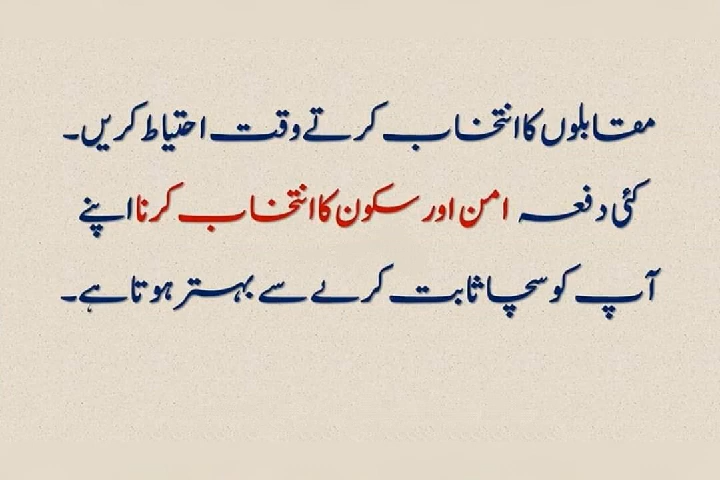 مقابلوں کا انتخاب کرتے وقت احتیاط کریں۔
کئی دفعہ امن اور سکون کا انتخاب کرنا اپنے
آپ کو سچا ثابت کرنے سے بہتر ہوتا ہے۔